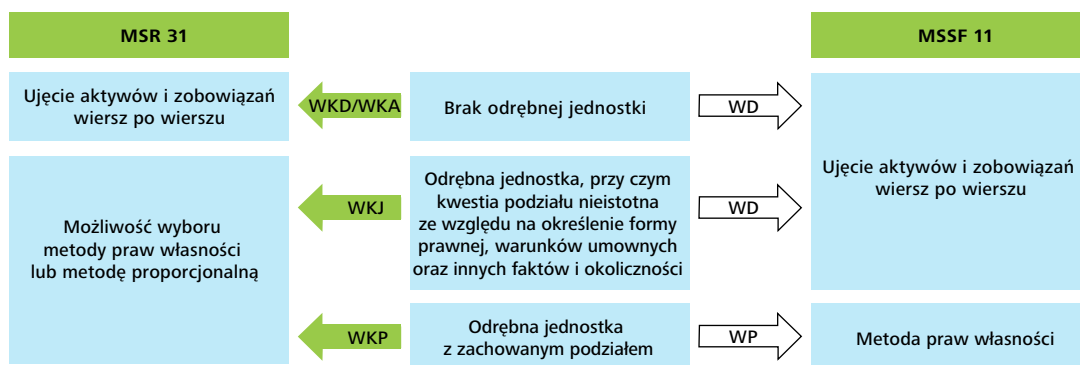 MSR 31
MSSF 11
Ujęcie aktywów i zobowiązań
wiersz po wierszu
WKD/WKA
Brak odrębnej jednostki
WD
Możliwość wyboru
metody praw własności
lub metodę proporcjonalną
WKJ
Odrębna jednostka, przy czym
kwestia podziału nieistotna
ze względu na określenie formy
prawnej, warunków umownych
oraz innych faktów i okoliczności
WD
Ujęcie aktywów i zobowiązań
wiersz po wierszu
WKP
Odrębna jednostka
z zachowanym podziałem
WP
Metoda praw własności